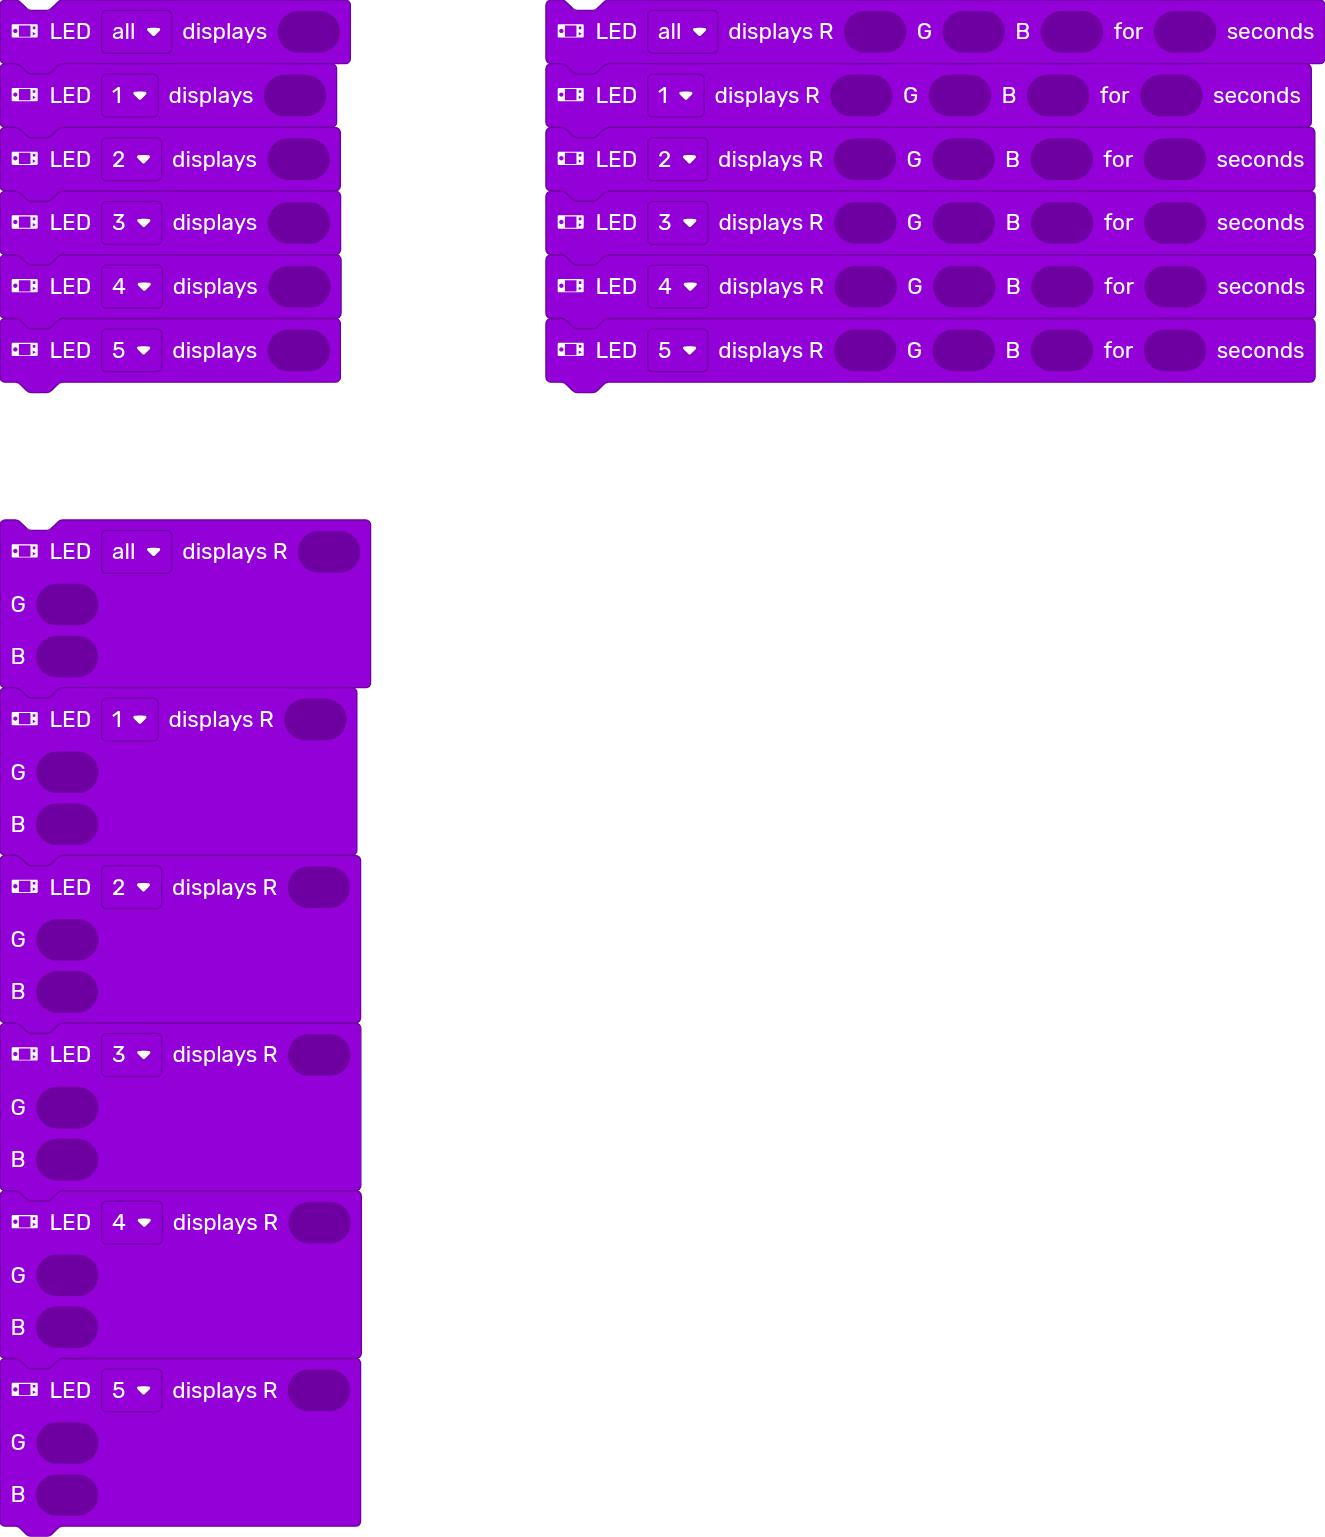 LED all displays
LED 1 displays
LED 2 displays
LED 3 displays
LED 4 displays
LED 5 displays
LED all displays R G B for seconds
LED 1 displays R G B for seconds
LED 2 displays R G B for seconds
LED 3 displays R G B for seconds
LED 4 displays R G B for seconds
LED 5 displays R G B for seconds
LED all displays R
G
B
LED 1 displays R
G
B
LED 2 displays R
G
B
LED 3 displays R
G
B
LED 4 displays R
G
B
LED 5 displays R
G
B